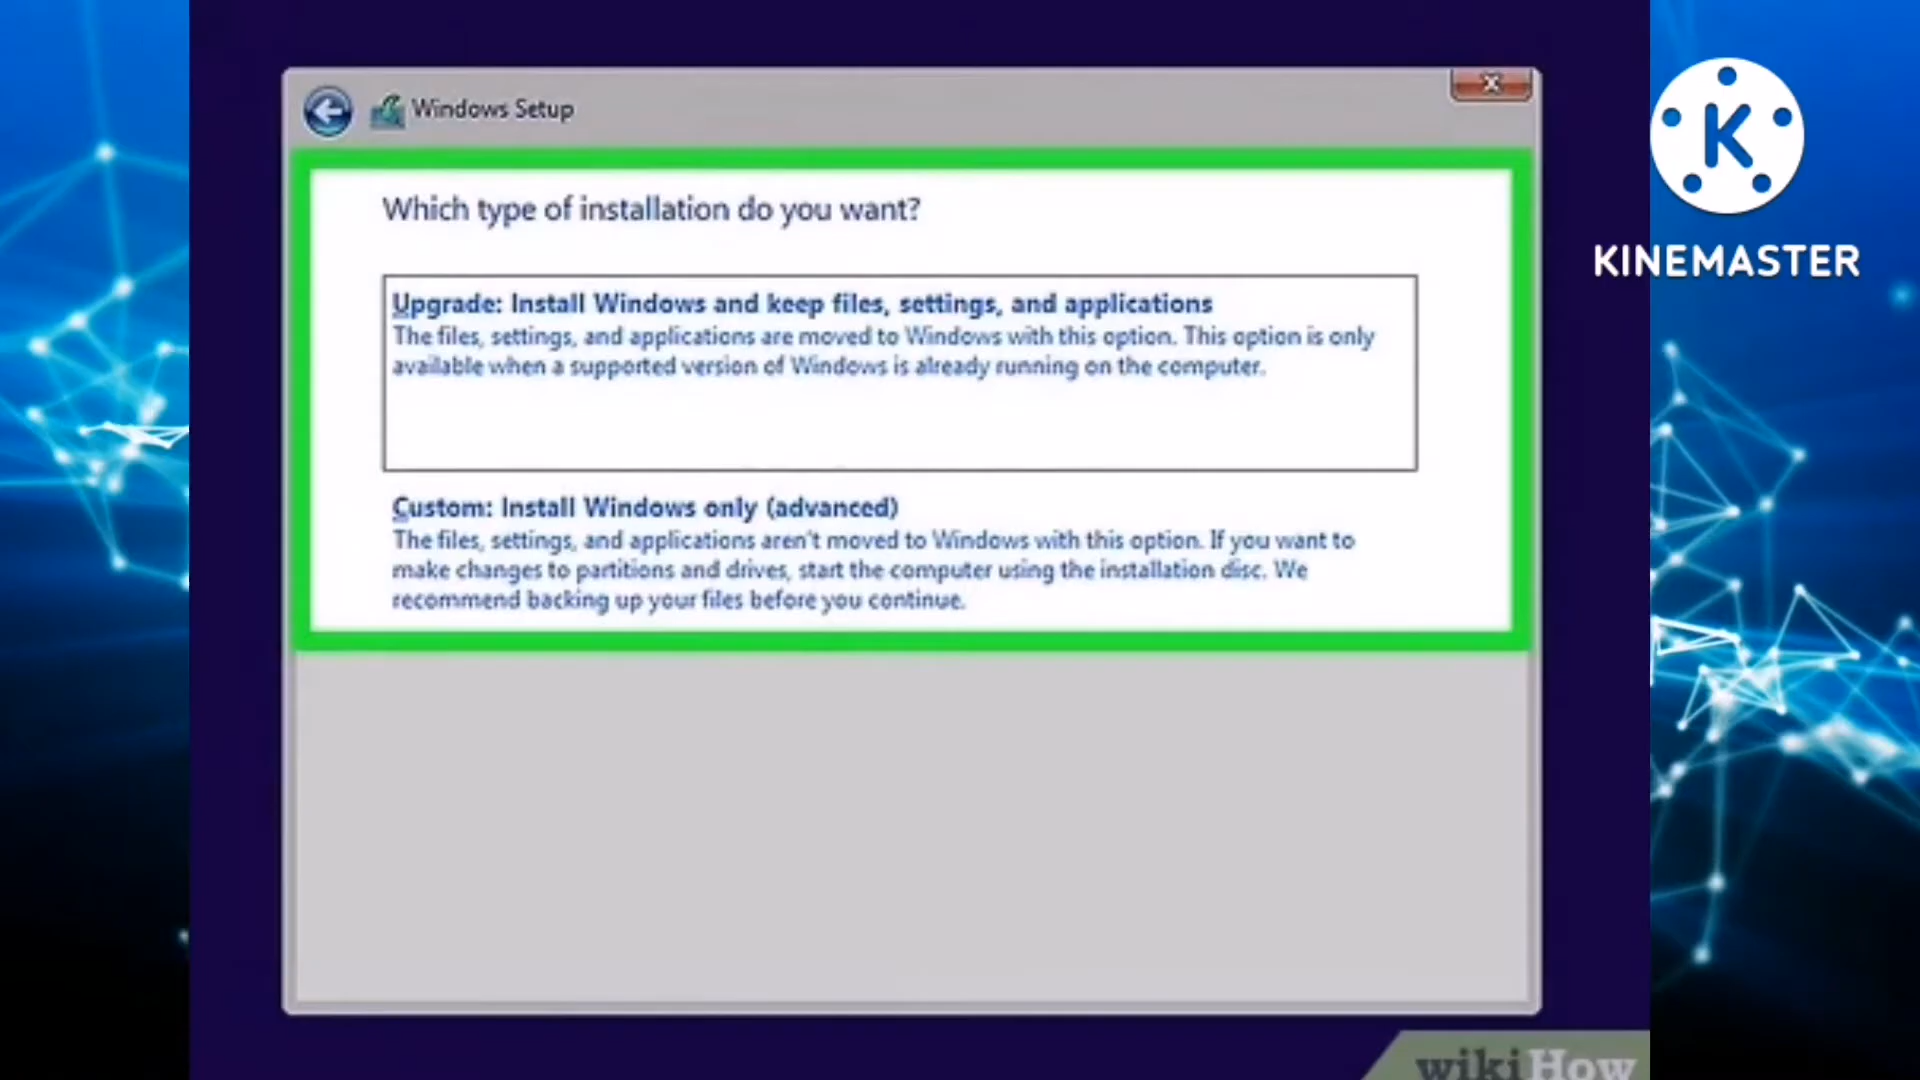 Windows Setup
Which type of installation do you want?
Upgrade: Install Windows and keep files, settings, and applications
The files, settings, and applications are moved to Windows with this option. This option is only
available when a supported version of Windows is already running on the computer.
Custom: Install Windows only (advanced)
The files, settings, and applications aren't moved to Windows with this option. If you want to
make changes to partitions and drives, start the computer using the installation disc. We
recommend backing up your files before you continue.
K
KINEMASTER
wikiHow